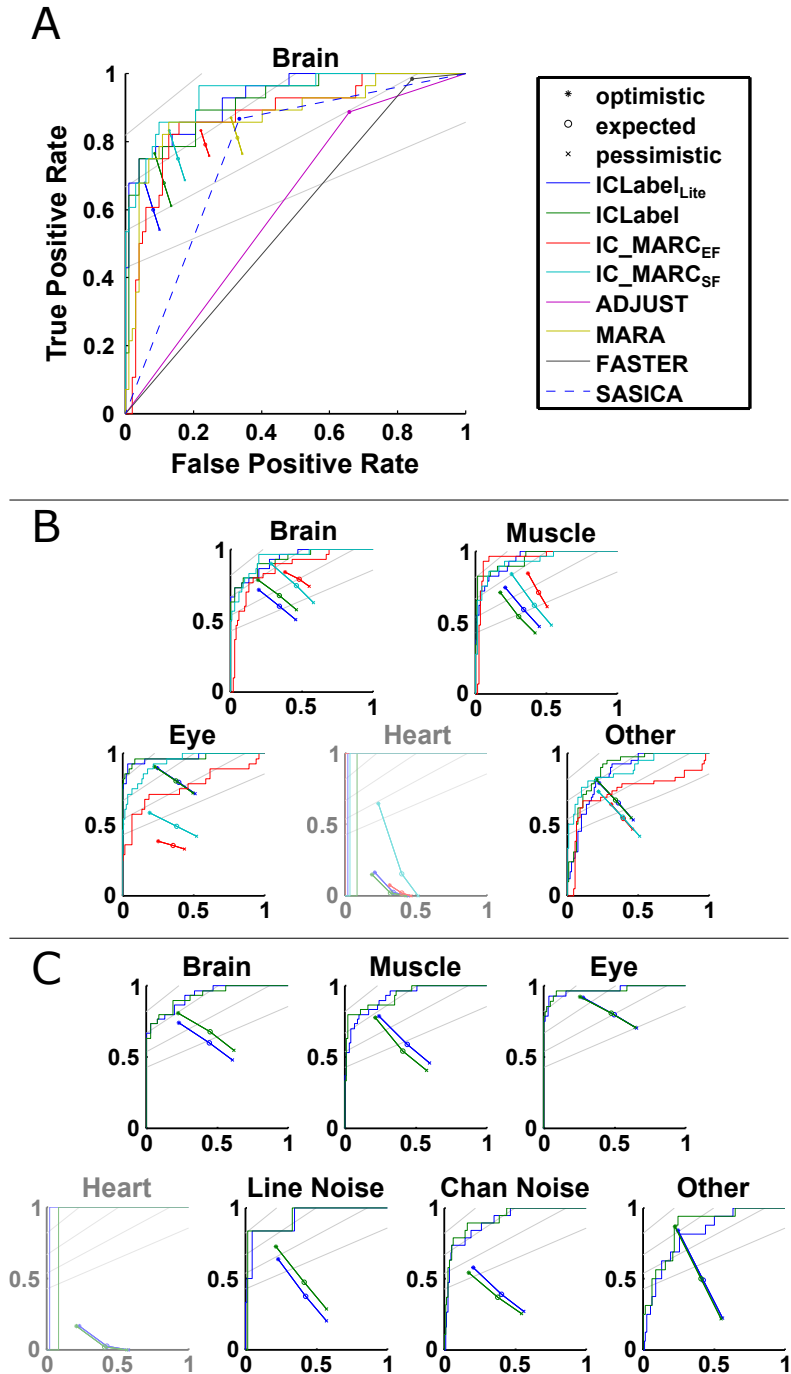 A
Brain
1
0.8
0.6
0.4
0.2
0
0 0.2 0.4 0.6 0.8 1
True Positive Rate
False Positive Rate
optimistic
expected
pessimistic
ICLabelLite
ICLabel
IC_MARCEF
IC_MARCSF
ADJUST
MARA
FASTER
SASICA
B
Brain
1
0.5
0
0 0.5 1
Muscle
1
0.5
0
0 0.5 1
Eye
1
0.5
0
0 0.5 1
Heart
1
0.5
0
0 0.5 1
Other
1
0.5
0
0 0.5 1
C
Brain
1
0.5
0
0 0.5 1
Muscle
1
0.5
0
0 0.5 1
Eye
1
0.5
0
0 0.5 1
Heart
1
0.5
0
0 0.5 1
Line Noise
1
0.5
0
0 0.5 1
Chan Noise
1
0.5
0
0 0.5 1
Other
1
0.5
0
0 0.5 1